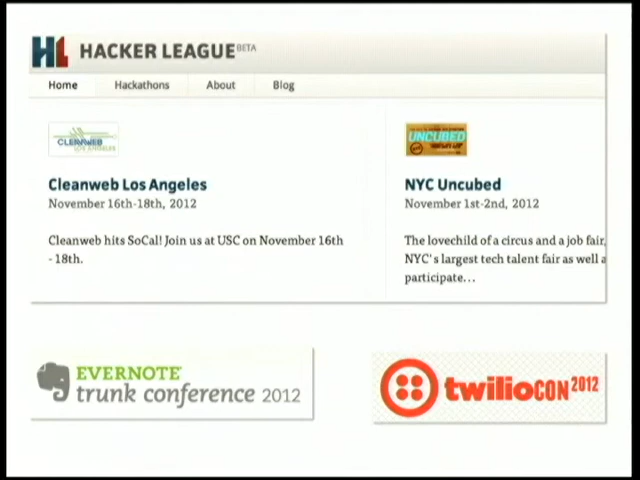 HL HACKER LEAGUE BETA
Home Hackathons About Blog
CLEANWEB
LOS ANGELES
UNCUBED
Cleanweb Los Angeles
November 16th-18th, 2012
Cleanweb hits SoCal! Join us at USC on November 16th
- 18th.
NYC Uncubed
November 1st-2nd, 2012
The lovechild of a circus and a job fair,
NYC's largest tech talent fair as well a
participate...
EVERNOTE
trunk conference 2012
twilioCON 2012